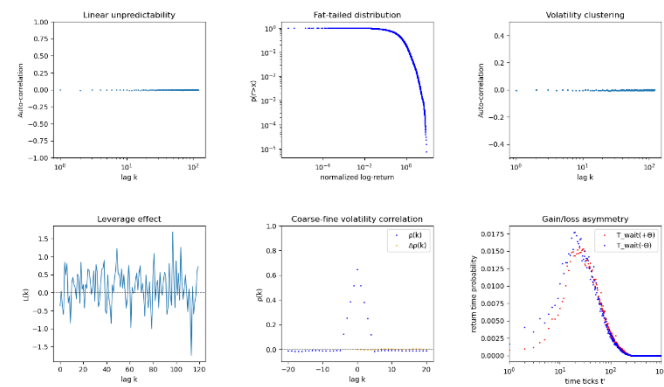 Linear unpredictability
Auto-correlation
1.00
0.75
0.50
0.25
0.00
−0.25
−0.50
−0.75
−1.00
10⁰
10¹
10²
lag k
Fat-tailed distribution
p(r>x)
10⁰
10⁻¹
10⁻²
10⁻³
10⁻⁴
10⁻⁵
10⁻⁴
10⁻²
10⁰
normalized log-return
Volatility clustering
Auto-correlation
0.4
0.2
0.0
−0.2
−0.4
10⁰
10¹
10²
lag k
Leverage effect
L(k)
1.5
1.0
0.5
0.0
−0.5
−1.0
−1.5
0
20
40
60
80
100
120
lag k
Coarse-fine volatility correlation
ρ(k)
Δρ(k)
ρ(k)
1.0
0.8
0.6
0.4
0.2
0.0
−20
−10
0
10
20
lag k
Gain/loss asymmetry
T_wait(+Θ)
T_wait(-Θ)
return time probability
0.0175
0.0150
0.0125
0.0100
0.0075
0.0050
0.0025
0.0000
10⁰
10¹
10²
time ticks t'